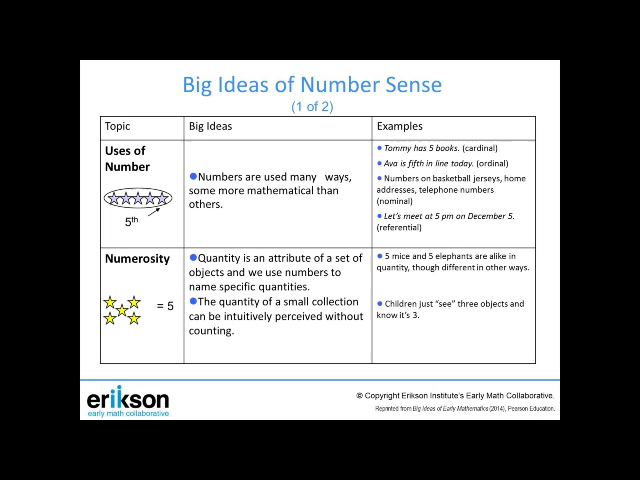 Big Ideas of Number Sense
(1 of 2)
Topic
Big Ideas
Examples
Uses of
Number
5th
●Numbers are used many ways,
some more mathematical than
others.
● Tommy has 5 books. (cardinal)
● Ava is fifth in line today. (ordinal)
● Numbers on basketball jerseys, home
addresses, telephone numbers
(nominal)
● Let's meet at 5 pm on December 5.
(referential)
Numerosity
= 5
●Quantity is an attribute of a set of
objects and we use numbers to
name specific quantities.
●The quantity of a small collection
can be intuitively perceived without
counting.
● 5 mice and 5 elephants are alike in
quantity, though different in other ways.
● Children just "see" three objects and
know it's 3.
erikson
early math collaborative
© Copyright Erikson Institute's Early Math Collaborative.
Reprinted from Big Ideas of Early Mathematics (2014), Pearson Education.